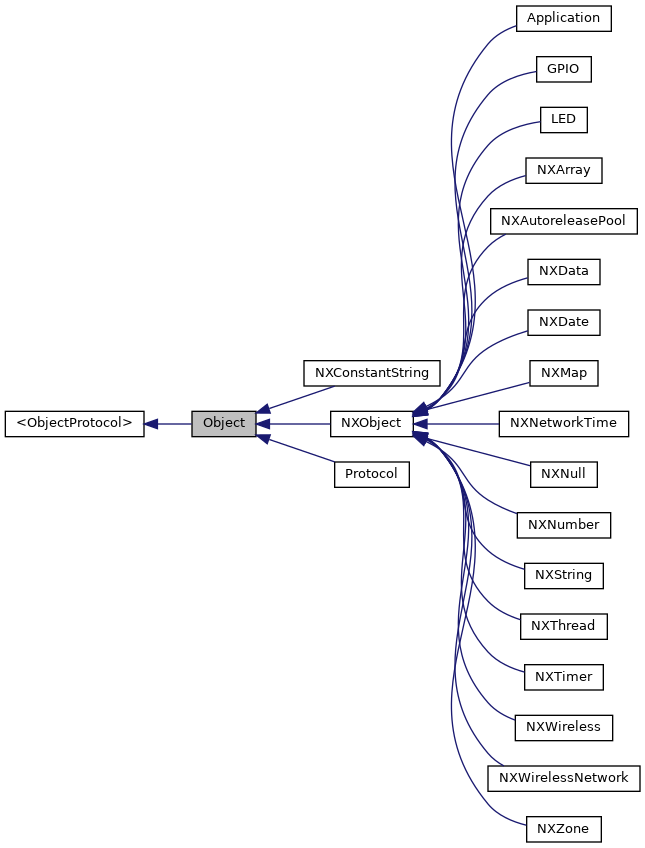 Application
GPIO
LED
NXArray
NXAutoreleasePool
NXData
NXDate
NXConstantString
NXMap
<ObjectProtocol>
Object
NXObject
NXNetworkTime
Protocol
NXNull
NXNumber
NXString
NXThread
NXTimer
NXWireless
NXWirelessNetwork
NXZone